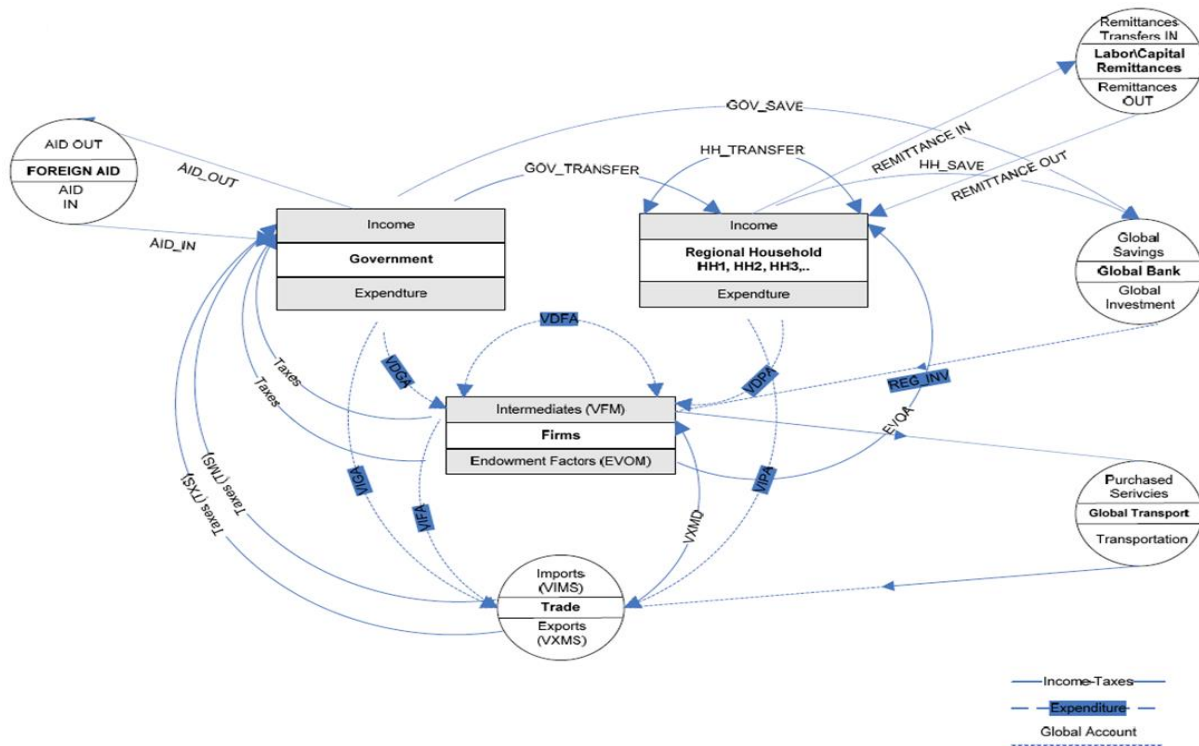 Remittances
Transfers IN
Labor\Capital
Remittances
Remittances
OUT
GOV_SAVE
AID OUT
FOREIGN AID
AID
IN
AID_OUT
AID_IN
GOV_TRANSFER
HH_TRANSFER
REMITTANCE IN
HH_SAVE
REMITTANCE OUT
Income
Government
Expenditure
Income
Regional Household
HH1, HH2, HH3,..
Expenditure
Global
Savings
Global Bank
Global
Investment
VDFA
VDGA
VDPA
REG_INV
EVOA
Taxes
Taxes
Intermediates (VFM)
Firms
Endowment Factors (EVOM)
VIGA
VIFA
VIPA
VXMD
Taxes (TXS)
Taxes (TMS)
Purchased
Serivcies
Global Transport
Transportation
Imports
(VIMS)
Trade
Exports
(VXMS)
Income-Taxes
Expenditure
Global Account